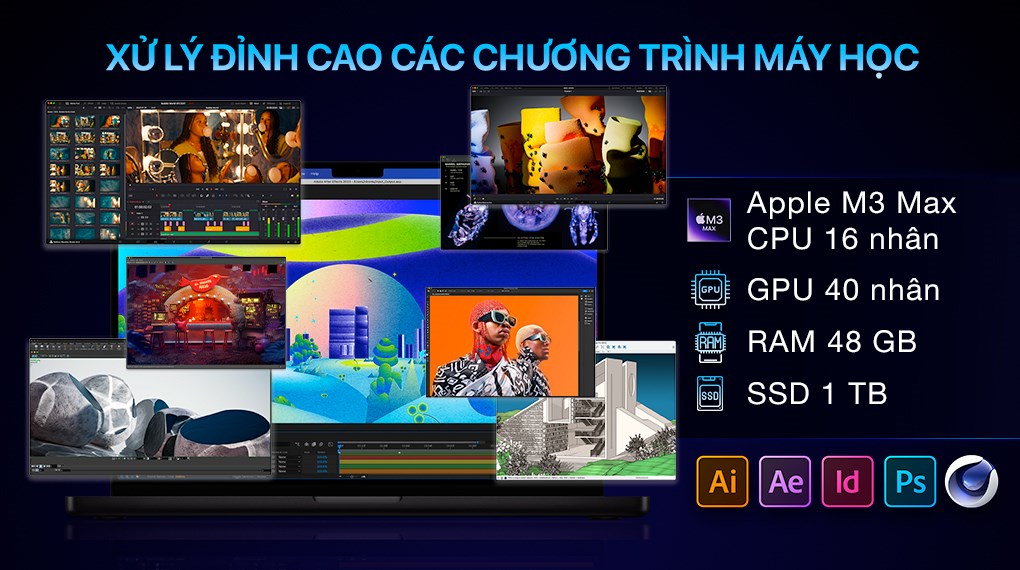 XỬ LÝ ĐỈNH CAO CÁC CHƯƠNG TRÌNH MÁY HỌC
M3
MAX
Apple M3 Max
CPU 16 nhân
GPU
GPU 40 nhân
RAM
RAM 48 GB
SSD
SSD 1 TB
Ai
Ae
Id
Ps